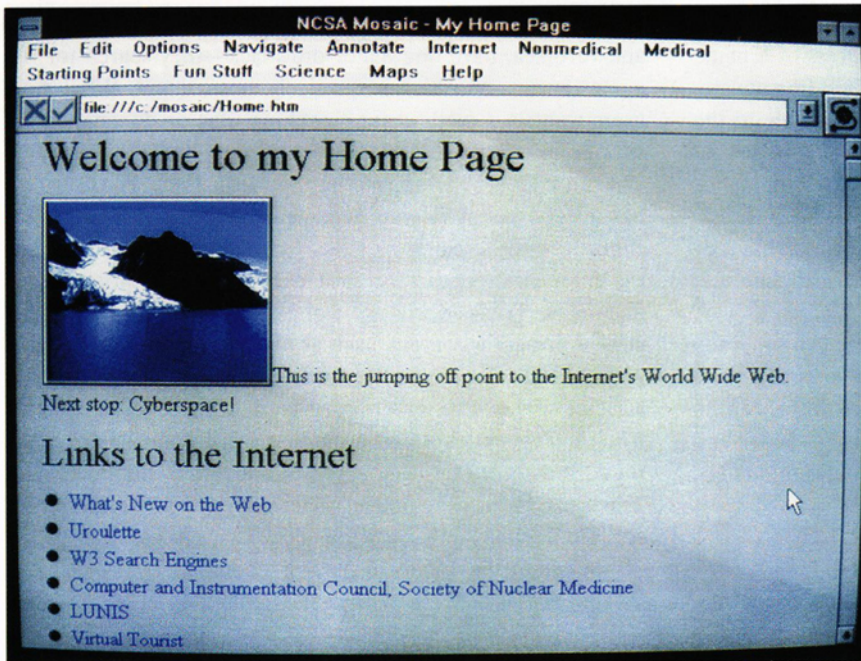 NCSA Mosaic - My Home Page
File Edit Options Navigate Annotate Internet Nonmedical Medical
Starting Points Fun Stuff Science Maps Help
file:///c:/mosaic/Home.htm
Welcome to my Home Page
This is the jumping off point to the Internet's World Wide Web.
Next stop: Cyberspace!
Links to the Internet
What's New on the Web
Uroulette
W3 Search Engines
Computer and Instrumentation Council, Society of Nuclear Medicine
LUNIS
Virtual Tourist